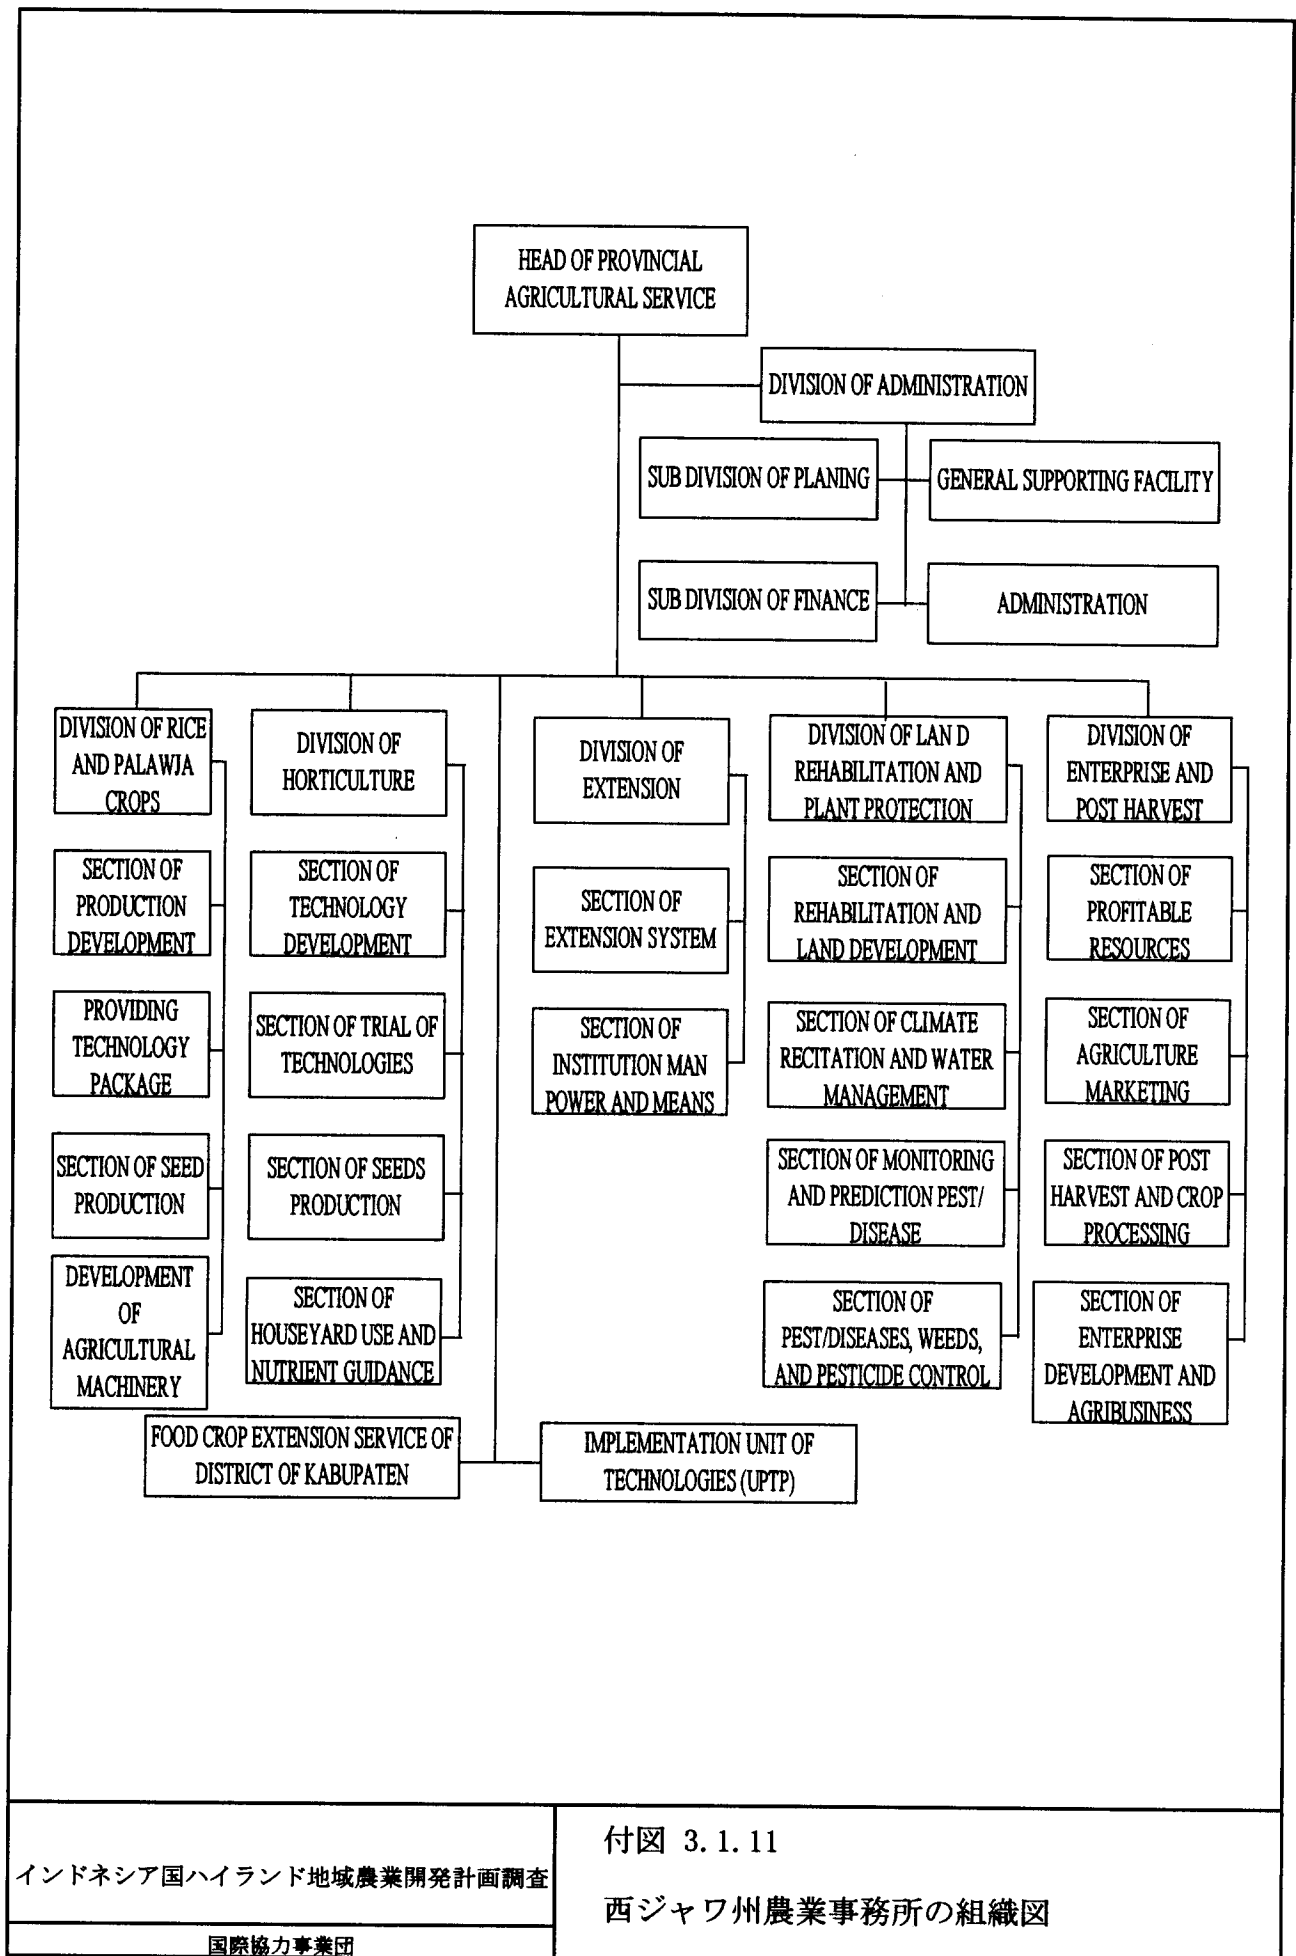 HEAD OF PROVINCIAL
AGRICULTURAL SERVICE
DIVISION OF ADMINISTRATION
SUB DIVISION OF PLANING
GENERAL SUPPORTING FACILITY
SUB DIVISION OF FINANCE
ADMINISTRATION
DIVISION OF RICE
AND PALAWJA
CROPS
SECTION OF
PRODUCTION
DEVELOPMENT
PROVIDING
TECHNOLOGY
PACKAGE
SECTION OF SEED
PRODUCTION
DEVELOPMENT
OF
AGRICULTURAL
MACHINERY
DIVISION OF
HORTICULTURE
SECTION OF
TECHNOLOGY
DEVELOPMENT
SECTION OF TRIAL OF
TECHNOLOGIES
SECTION OF SEEDS
PRODUCTION
SECTION OF
HOUSEYARD USE AND
NUTRIENT GUIDANCE
DIVISION OF
EXTENSION
SECTION OF
EXTENSION SYSTEM
SECTION OF
INSTITUTION MAN
POWER AND MEANS
DIVISION OF LAN D
REHABILITATION AND
PLANT PROTECTION
SECTION OF
REHABILITATION AND
LAND DEVELOPMENT
SECTION OF CLIMATE
RECITATION AND WATER
MANAGEMENT
SECTION OF MONITORING
AND PREDICTION PEST/
DISEASE
SECTION OF
PEST/DISEASES, WEEDS,
AND PESTICIDE CONTROL
DIVISION OF
ENTERPRISE AND
POST HARVEST
SECTION OF
PROFITABLE
RESOURCES
SECTION OF
AGRICULTURE
MARKETING
SECTION OF POST
HARVEST AND CROP
PROCESSING
SECTION OF
ENTERPRISE
DEVELOPMENT AND
AGRIBUSINESS
FOOD CROP EXTENSION SERVICE OF
DISTRICT OF KABUPATEN
IMPLEMENTATION UNIT OF
TECHNOLOGIES (UPTP)
インドネシア国ハイランド地域農業開発計画調査
国際協力事業団
付図 3.1.11
西ジャワ州農業事務所の組織図